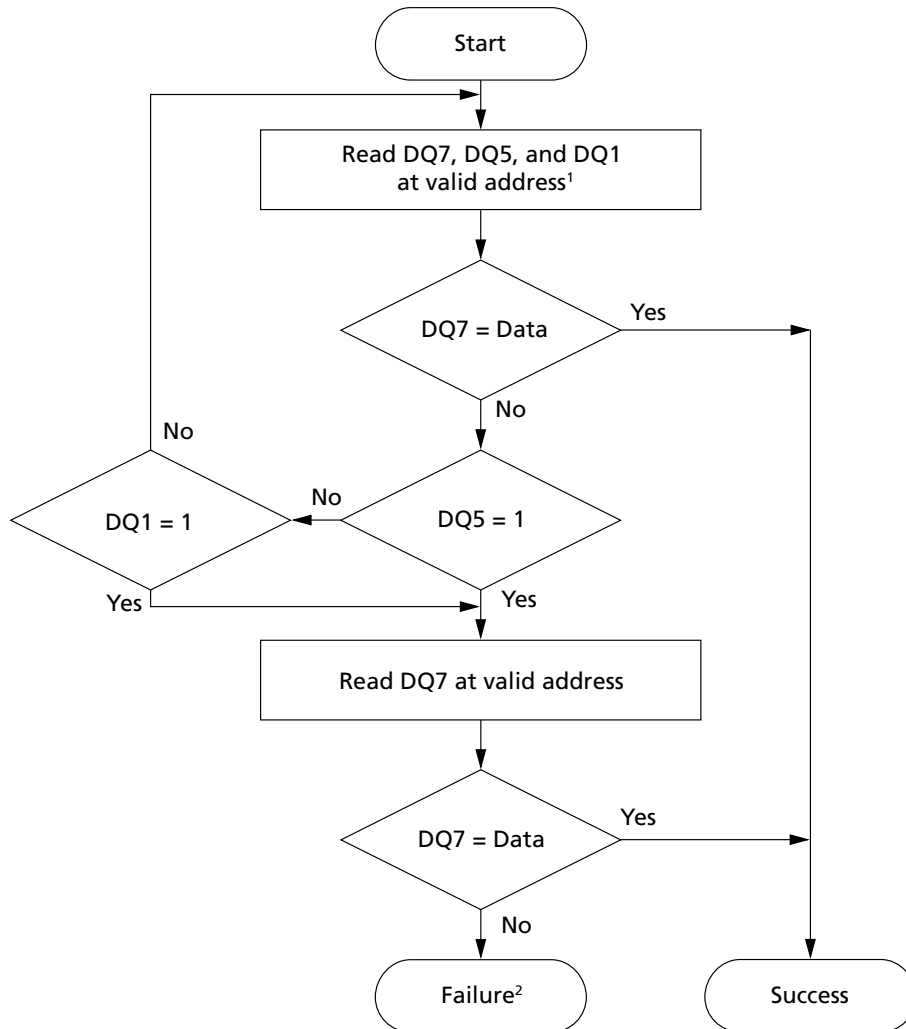 Start
Read DQ7, DQ5, and DQ1
at valid address¹
DQ7 = Data
Yes
No
No
DQ1 = 1
No
DQ5 = 1
Yes
Yes
Read DQ7 at valid address
DQ7 = Data
Yes
No
Failure²
Success